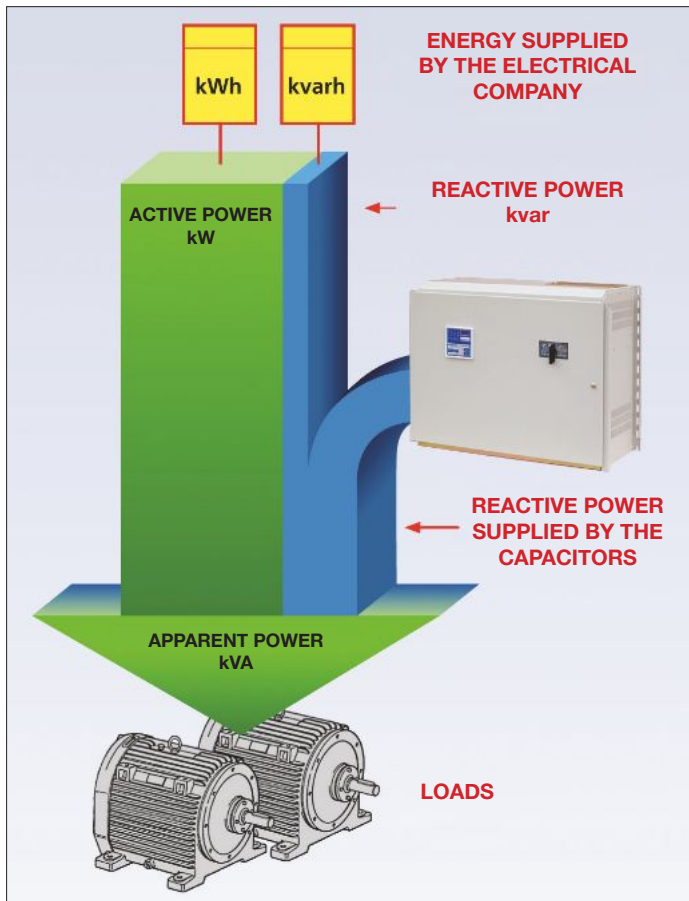 kWh
kvarh
ENERGY SUPPLIED
BY THE ELECTRICAL
COMPANY
ACTIVE POWER
kW
REACTIVE POWER
kvar
REACTIVE POWER
SUPPLIED BY THE
CAPACITORS
APPARENT POWER
kVA
LOADS